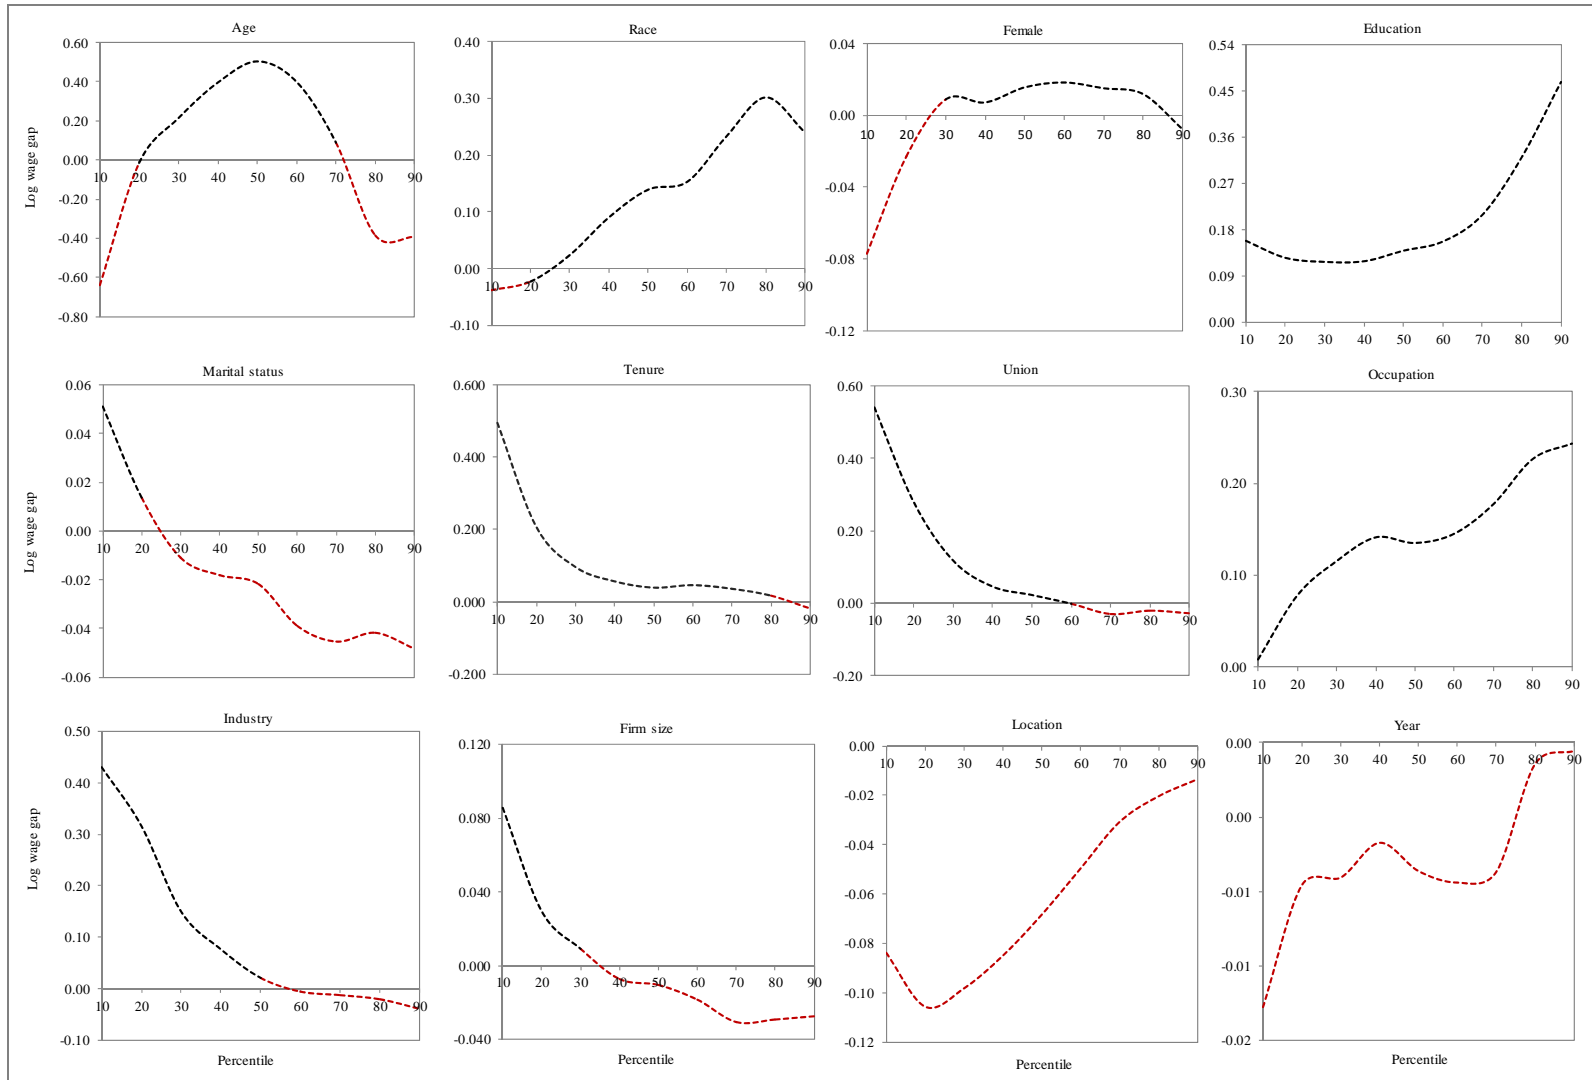 Age
Log wage gap
0.60
0.40
0.20
0.00
-0.20
-0.40
-0.60
-0.80
10 20 30 40 50 60 70 80 90
Race
0.40
0.30
0.20
0.10
0.00
-0.10
10 20 30 40 50 60 70 80 90
Female
0.04
0.00
-0.04
-0.08
-0.12
10 20 30 40 50 60 70 80 90
Education
0.54
0.45
0.36
0.27
0.18
0.09
0.00
10 20 30 40 50 60 70 80 90
Marital status
Log wage gap
0.06
0.04
0.02
0.00
-0.02
-0.04
-0.06
10 20 30 40 50 60 70 80 90
Tenure
0.600
0.400
0.200
0.000
-0.200
10 20 30 40 50 60 70 80 90
Union
0.60
0.40
0.20
0.00
-0.20
10 20 30 40 50 60 70 80 90
Occupation
0.30
0.20
0.10
0.00
10 20 30 40 50 60 70 80 90
Industry
Log wage gap
0.50
0.40
0.30
0.20
0.10
0.00
-0.10
10 20 30 40 50 60 70 80 90
Percentile
Firm size
0.120
0.080
0.040
0.000
-0.040
10 20 30 40 50 60 70 80 90
Percentile
Location
0.00
-0.02
-0.04
-0.06
-0.08
-0.10
-0.12
10 20 30 40 50 60 70 80 90
Percentile
Year
0.00
0.00
-0.01
-0.01
-0.02
10 20 30 40 50 60 70 80 90
Percentile